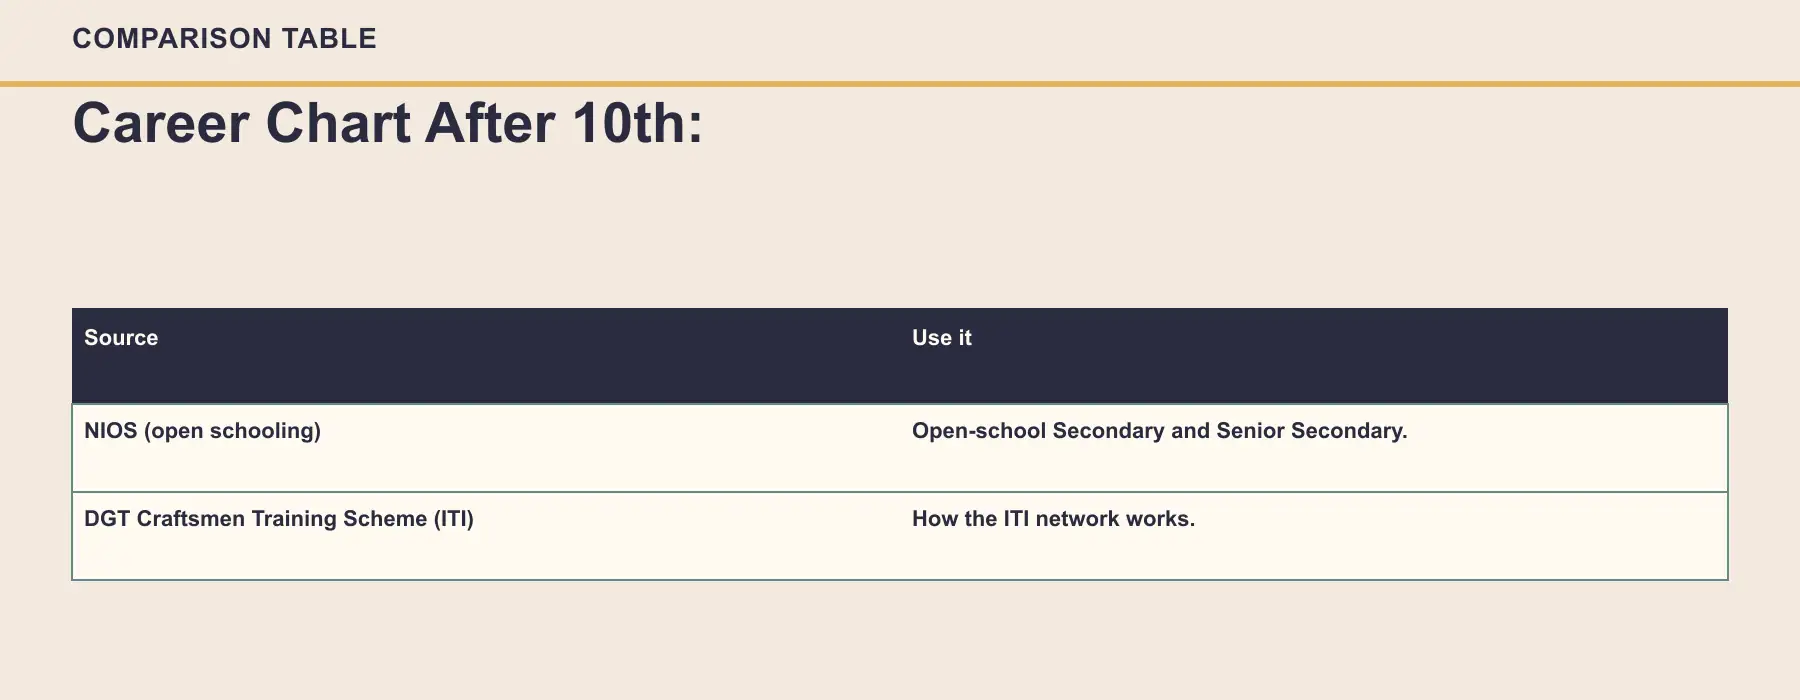 COMPARISON TABLE
Career Chart After 10th:
Source Use it
NIOS (open schooling) Open-school Secondary and Senior Secondary.
DGT Craftsmen Training Scheme (ITI) How the ITI network works.